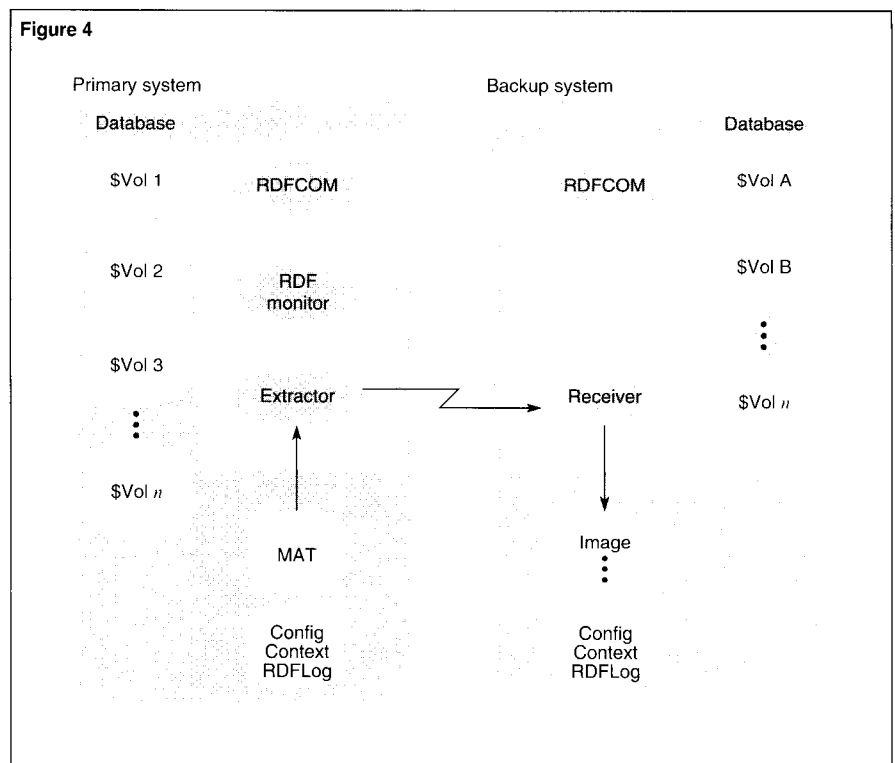 Figure 4
Primary system
Backup system
Database
Database
$Vol 1
RDFCOM
RDFCOM
$Vol A
$Vol 2
RDF
monitor
$Vol B
$Vol 3
Extractor
Receiver
$Vol n
$Vol n
MAT
Image
Config
Context
RDFLog
Config
Context
RDFLog